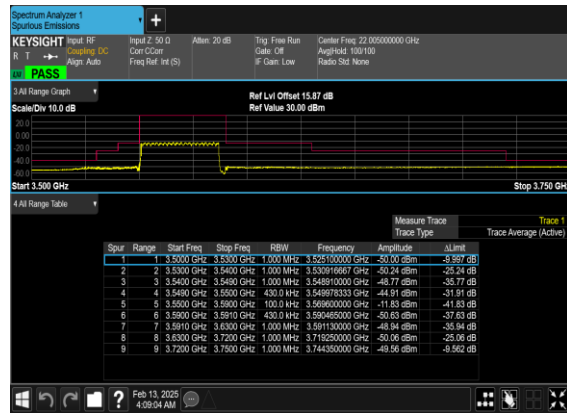 Spectrum Analyzer 1
Spurious Emissions
+
KEYSIGHT Input: RF Input Z: 50 Ω Atten: 20 dB Trig: Free Run Center Freq: 22.005000000 GHz
R T Coupling: DC Corr CCorr Gate: Off Avg|Hold: 100/100
Align: Auto Freq Ref: Int (S) IF Gain: Low Radio Std: None
PASS
3 All Range Graph
Ref Lvl Offset 15.87 dB
Scale/Div 10.0 dB Ref Value 30.00 dBm
20.0
0.00
-20.0
-40.0
-60.0
Start 3.500 GHz Stop 3.750 GHz
4 All Range Table
Measure Trace Trace 1
Trace Type Trace Average (Active)
Spur Range Start Freq Stop Freq RBW Frequency Amplitude ΔLimit
1 1 3.5000 GHz 3.5300 GHz 1.000 MHz 3.525100000 GHz -50.00 dBm -9.997 dB
2 2 3.5300 GHz 3.5400 GHz 1.000 MHz 3.530916667 GHz -50.24 dBm -25.24 dB
3 3 3.5400 GHz 3.5490 GHz 1.000 MHz 3.548910000 GHz -48.77 dBm -35.77 dB
4 4 3.5490 GHz 3.5500 GHz 430.0 kHz 3.549978333 GHz -44.91 dBm -31.91 dB
5 5 3.5500 GHz 3.5900 GHz 100.0 kHz 3.569600000 GHz -11.83 dBm -41.83 dB
6 6 3.5900 GHz 3.5910 GHz 430.0 kHz 3.590465000 GHz -50.63 dBm -37.63 dB
7 7 3.5910 GHz 3.6300 GHz 1.000 MHz 3.591130000 GHz -48.94 dBm -35.94 dB
8 8 3.6300 GHz 3.7200 GHz 1.000 MHz 3.719250000 GHz -50.06 dBm -25.06 dB
9 9 3.7200 GHz 3.7500 GHz 1.000 MHz 3.744350000 GHz -49.56 dBm -9.562 dB
? Feb 13, 2025
4:09:04 AM